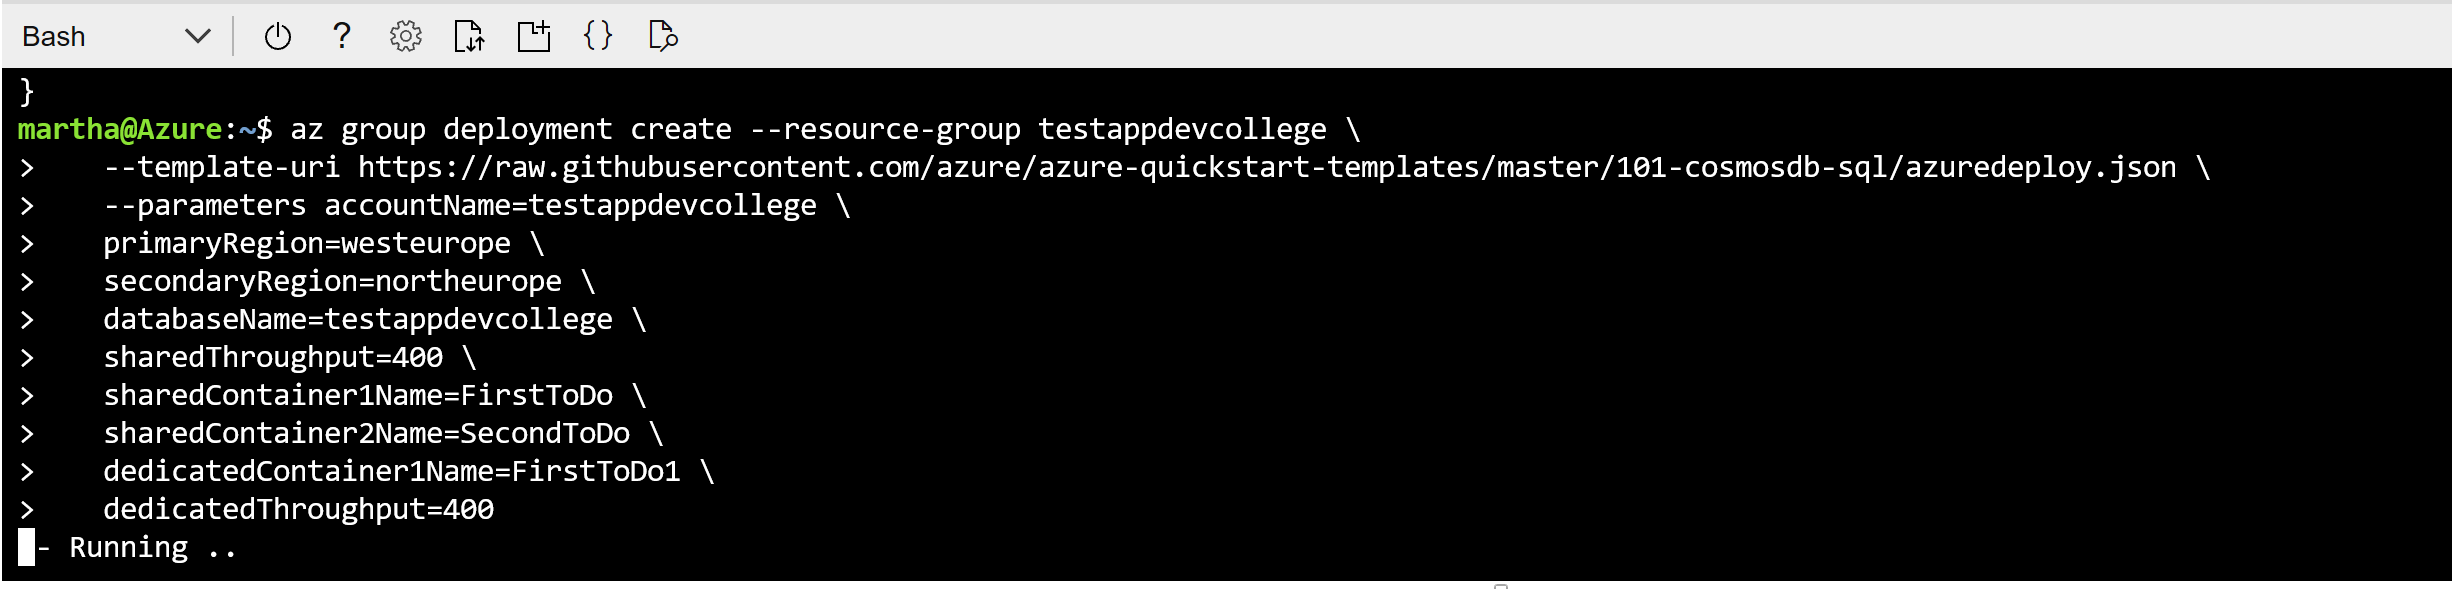 Bash
}
martha@Azure:~$ az group deployment create --resource-group testappdevcollege \
>    --template-uri https://raw.githubusercontent.com/azure/azure-quickstart-templates/master/101-cosmosdb-sql/azuredeploy.json \
>    --parameters accountName=testappdevcollege \
>    primaryRegion=westeurope \
>    secondaryRegion=northeurope \
>    databaseName=testappdevcollege \
>    sharedThroughput=400 \
>    sharedContainer1Name=FirstToDo \
>    sharedContainer2Name=SecondToDo \
>    dedicatedContainer1Name=FirstToDo1 \
>    dedicatedThroughput=400
- Running ..